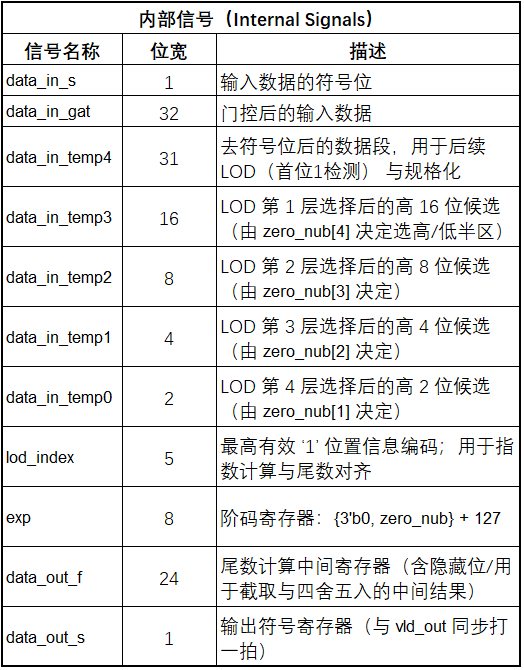 内部信号（Internal Signals）
信号名称 位宽 描述
data_in_s 1 输入数据的符号位
data_in_gat 32 门控后的输入数据
data_in_temp4 31 去符号位后的数据段，用于后续
LOD（首位1检测） 与规格化
data_in_temp3 16 LOD 第 1 层选择后的高 16 位候选
（由 zero_nub[4] 决定选高/低半区）
data_in_temp2 8 LOD 第 2 层选择后的高 8 位候选
（由 zero_nub[3] 决定）
data_in_temp1 4 LOD 第 3 层选择后的高 4 位候选
（由 zero_nub[2] 决定）
data_in_temp0 2 LOD 第 4 层选择后的高 2 位候选
（由 zero_nub[1] 决定）
lod_index 5 最高有效 ‘1’ 位置信息编码；用于指
数计算与尾数对齐
exp 8 阶码寄存器：{3'b0, zero_nub} + 127
data_out_f 24 尾数计算中间寄存器（含隐藏位/用
于截取与四舍五入的中间结果）
data_out_s 1 输出符号寄存器（与 vld_out 同步打
一拍）